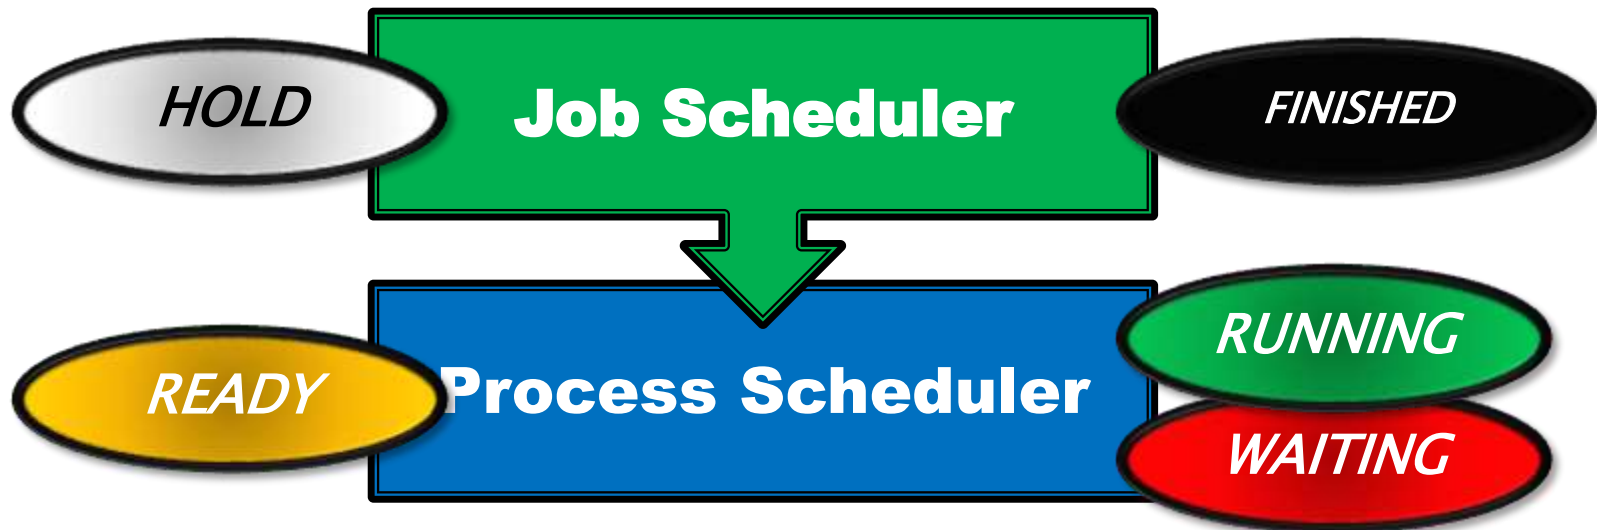 HOLD
Job Scheduler
FINISHED
READY
Process Scheduler
RUNNING
WAITING